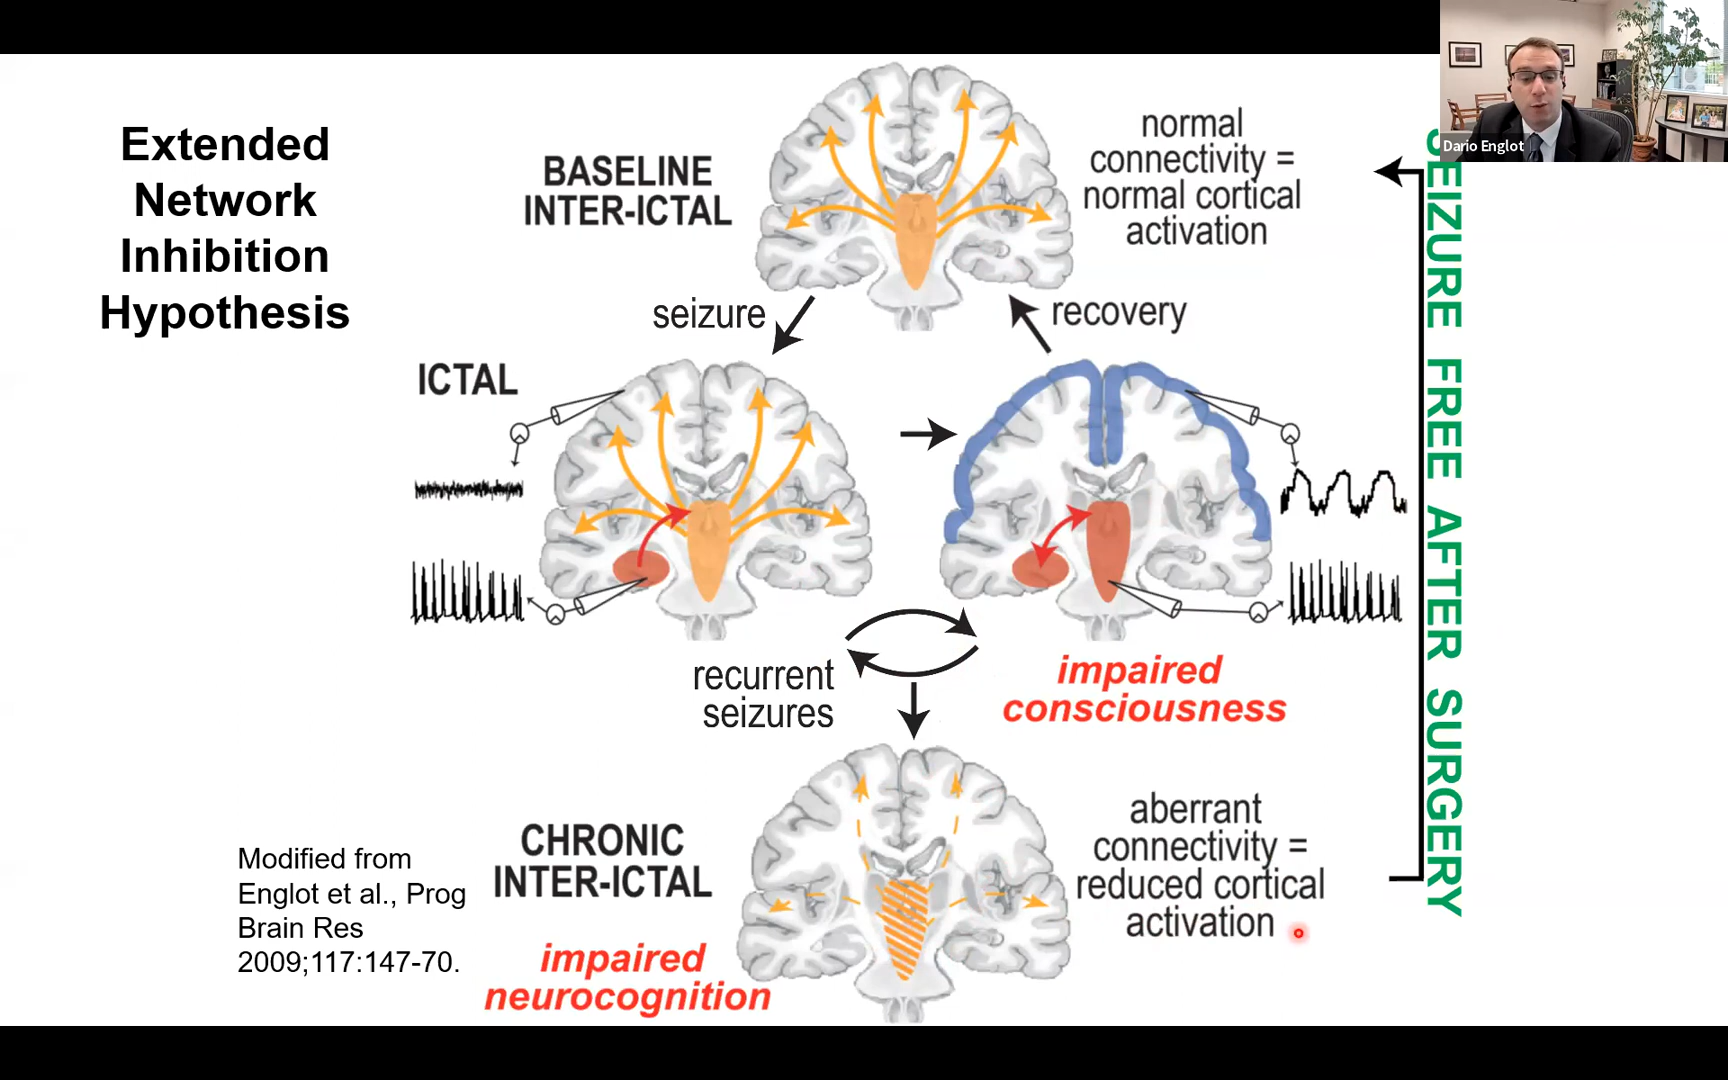 Extended
Network
Inhibition
Hypothesis
BASELINE
INTER-ICTAL
normal
connectivity =
normal cortical
activation
Dario Englot
seizure
recovery
ICTAL
recurrent
seizures
impaired
consciousness
CHRONIC
INTER-ICTAL
impaired
neurocognition
aberrant
connectivity =
reduced cortical
activation
SEIZURE FREE AFTER SURGERY
Modified from
Englot et al., Prog
Brain Res
2009;117:147-70.